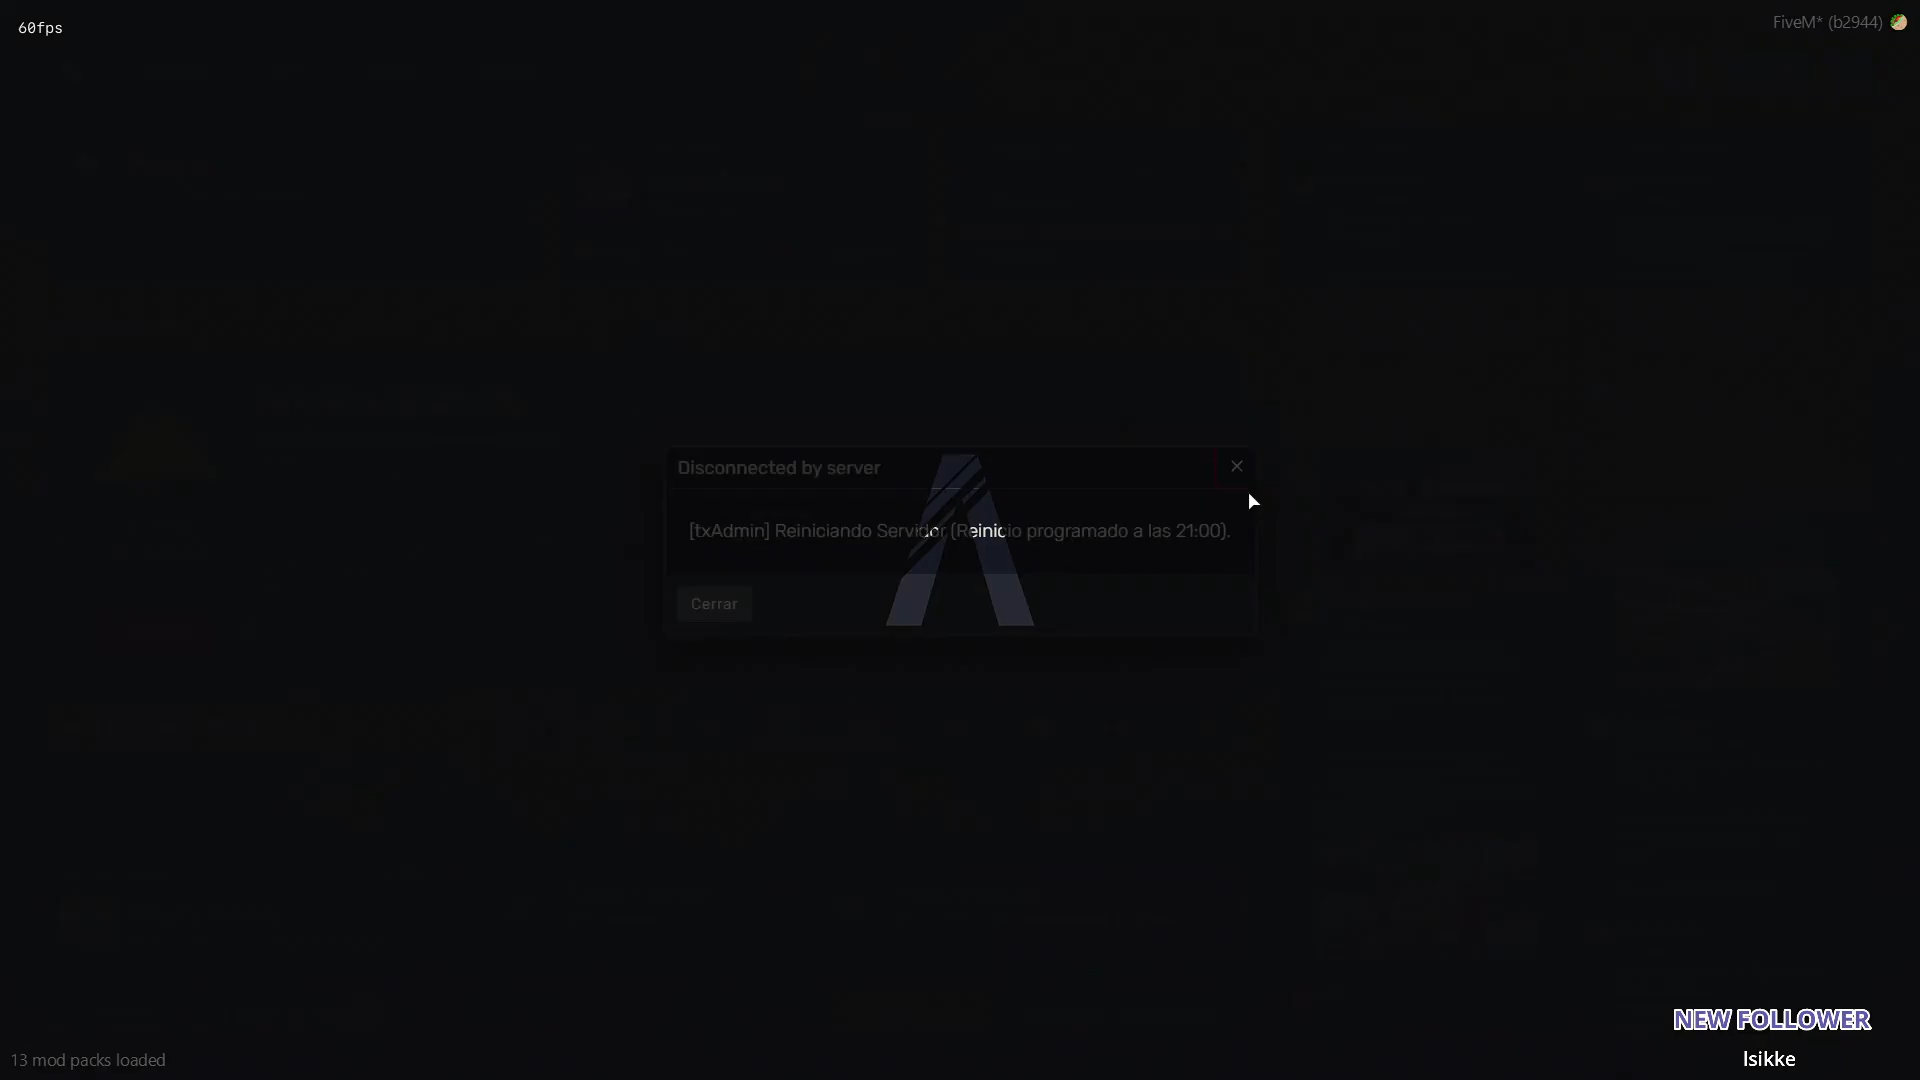 60fps
FiveM* (b2944)
Disconnected by server
[txAdmin] Reiniciando Servidor (Reinicio programado a las 21:00).
Cerrar
NEW FOLLOWER
13 mod packs loaded
lsikke